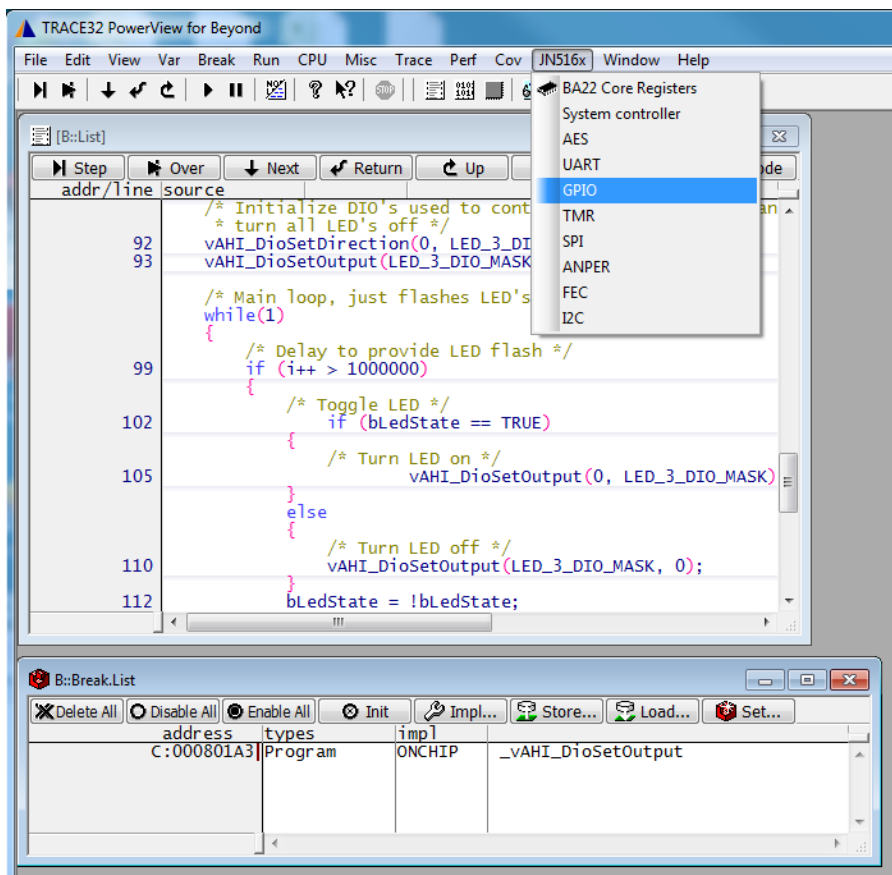 TRACE32 PowerView for Beyond
File Edit View Var Break Run CPU Misc Trace Perf Cov JN516x Window Help
BA22 Core Registers
System controller
AES
UART
GPIO
TMR
SPI
ANPER
FEC
I2C
[B::List]
Step Over Next Return Up
addr/line source
/* Initialize DIO's used to cont
* turn all LED's off */
92 vAHI_DioSetDirection(0, LED_3_DI
93 vAHI_DioSetOutput(LED_3_DIO_MASK
/* Main loop, just flashes LED's
while(1)
{
/* Delay to provide LED flash */
99 if (i++ > 1000000)
{
/* Toggle LED */
102 if (bLedState == TRUE)
{
/* Turn LED on */
105 vAHI_DioSetOutput(0, LED_3_DIO_MASK)
}
else
{
/* Turn LED off */
110 vAHI_DioSetOutput(LED_3_DIO_MASK, 0);
}
112 bLedState = !bLedState;
B::Break.List
Delete All Disable All Enable All Init Impl... Store... Load... Set...
address types impl
C:000801A3 Program ONCHIP _vAHI_DioSetOutput